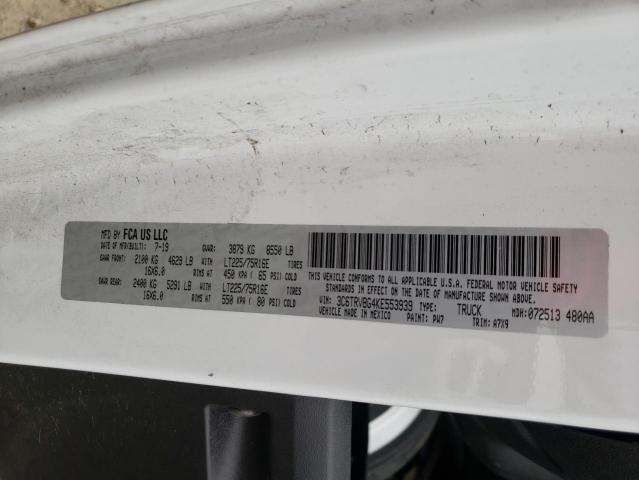 MFD BY FCA US LLC
DATE OF MFR(BUILT): 7-19 GVWR: 3879 KG 8550 LB
GAWR FRONT: 2100 KG 4629 LB WITH LT225/75R16E TIRES
16X6.0 RIMS AT 450 KPA ( 65 PSI) COLD
GAWR REAR: 2400 KG 5291 LB WITH LT225/75R16E TIRES
16X6.0 RIMS AT 550 KPA ( 80 PSI) COLD
THIS VEHICLE CONFORMS TO ALL APPLICABLE U.S.A. FEDERAL MOTOR VEHICLE SAFETY
STANDARDS IN EFFECT ON THE DATE OF MANUFACTURE SHOWN ABOVE.
VIN: 3C6TRVBG4KE553939 TYPE: TRUCK MDH: 072513 480AA
VEHICLE MADE IN MEXICO PAINT: PW7 TRIM: A7X9